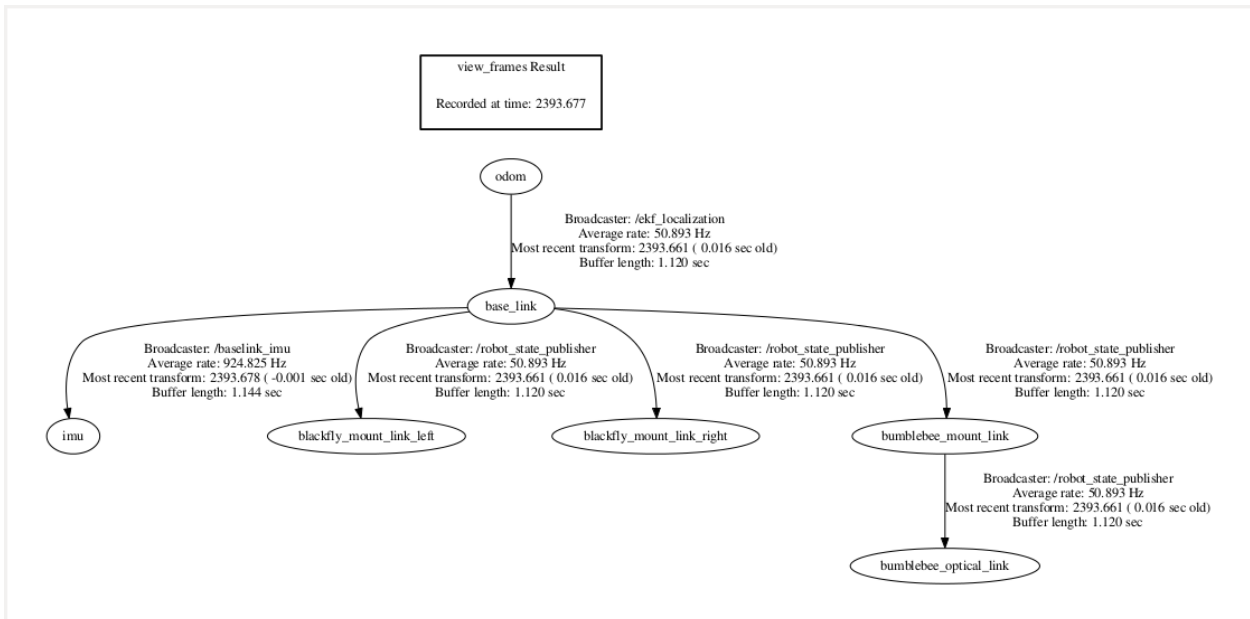 view_frames Result
Recorded at time: 2393.677
odom
Broadcaster: /ekf_localization
Average rate: 50.893 Hz
Most recent transform: 2393.661 ( 0.016 sec old)
Buffer length: 1.120 sec
base_link
Broadcaster: /baselink_imu
Average rate: 924.825 Hz
Most recent transform: 2393.678 ( -0.001 sec old)
Buffer length: 1.144 sec
Broadcaster: /robot_state_publisher
Average rate: 50.893 Hz
Most recent transform: 2393.661 ( 0.016 sec old)
Buffer length: 1.120 sec
Broadcaster: /robot_state_publisher
Average rate: 50.893 Hz
Most recent transform: 2393.661 ( 0.016 sec old)
Buffer length: 1.120 sec
Broadcaster: /robot_state_publisher
Average rate: 50.893 Hz
Most recent transform: 2393.661 ( 0.016 sec old)
Buffer length: 1.120 sec
imu
blackfly_mount_link_left
blackfly_mount_link_right
bumblebee_mount_link
Broadcaster: /robot_state_publisher
Average rate: 50.893 Hz
Most recent transform: 2393.661 ( 0.016 sec old)
Buffer length: 1.120 sec
bumblebee_optical_link